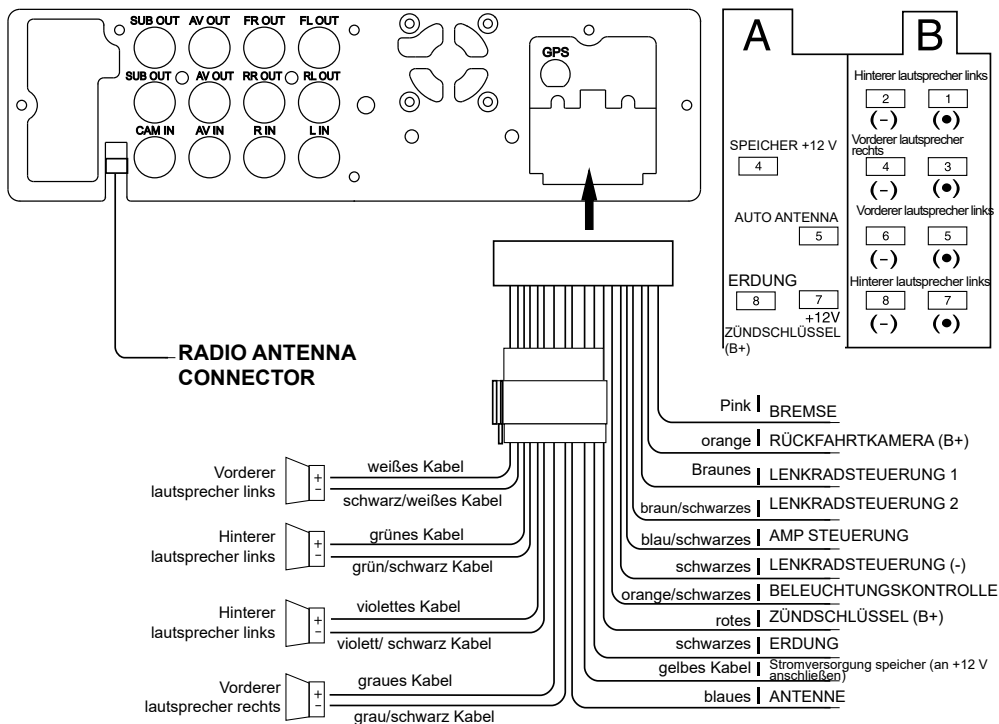 SUB OUT AV OUT FR OUT FL OUT
SUB OUT AV OUT RR OUT RL OUT
CAM IN AV IN R IN L IN
GPS
RADIO ANTENNA
CONNECTOR
A
SPEICHER +12 V
4
AUTO ANTENNA
5
ERDUNG
8 7
+12V
ZÜNDSCHLÜSSEL
(B+)
B
Hinterer lautsprecher links
2 1
(-) (●)
Vorderer lautsprecher
rechts
4 3
(-) (●)
Vorderer lautsprecher links
6 5
(-) (●)
Hinterer lautsprecher links
8 7
(-) (●)
Vorderer
lautsprecher links
+
-
weißes Kabel
schwarz/weißes Kabel
Hinterer
lautsprecher links
+
-
grünes Kabel
grün/schwarz Kabel
Hinterer
lautsprecher links
+
-
violettes Kabel
violett/ schwarz Kabel
Vorderer
lautsprecher rechts
+
-
graues Kabel
grau/schwarz Kabel
Pink BREMSE
orange RÜCKFAHRTKAMERA (B+)
Braunes LENKRADSTEUERUNG 1
braun/schwarzes LENKRADSTEUERUNG 2
blau/schwarzes AMP STEUERUNG
schwarzes LENKRADSTEUERUNG (-)
orange/schwarzes BELEUCHTUNGSKONTROLLE
rotes ZÜNDSCHLÜSSEL (B+)
schwarzes ERDUNG
gelbes Kabel Stromversorgung speicher (an +12 V
anschließen)
blaues ANTENNE